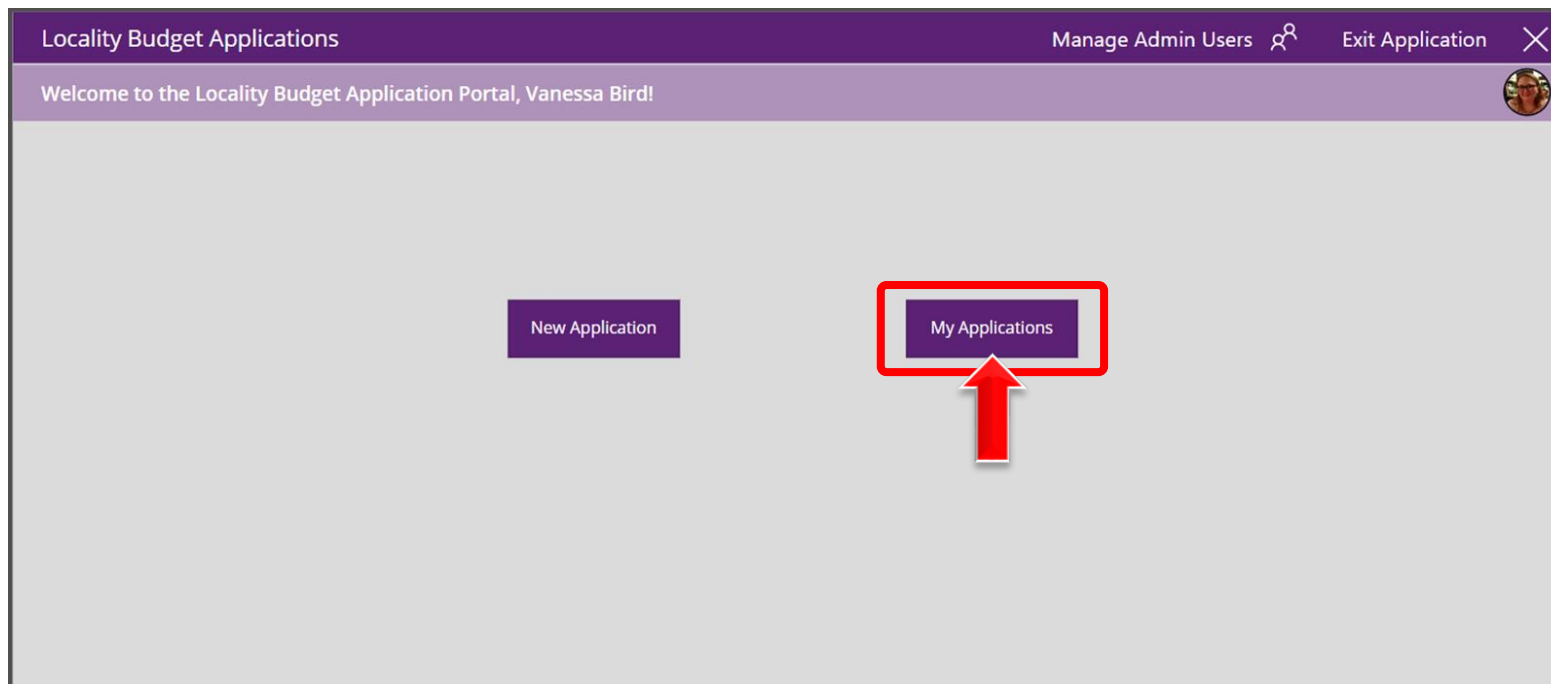 Locality Budget Applications
Manage Admin Users
Exit Application
Welcome to the Locality Budget Application Portal, Vanessa Bird!
New Application
My Applications